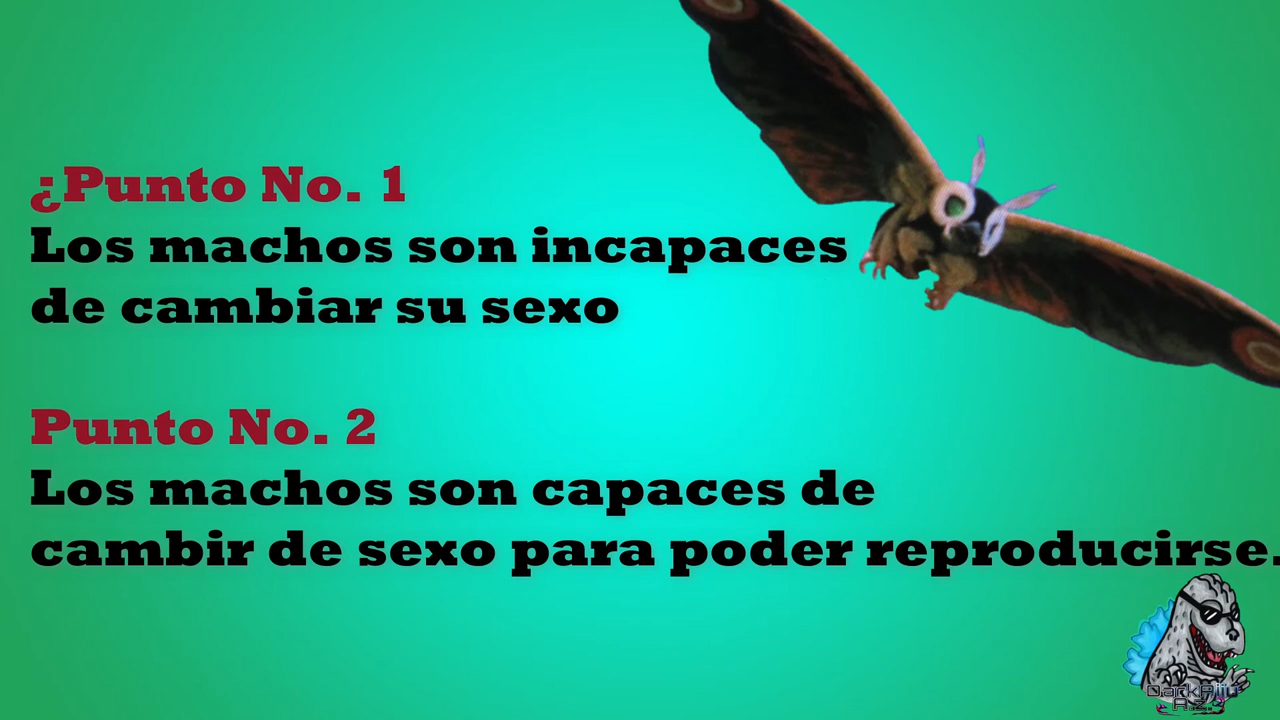 ¿Punto No. 1
Los machos son incapaces
de cambiar su sexo
Punto No. 2
Los machos son capaces de
cambir de sexo para poder reproducirse.
DarkAiju
A.Z.